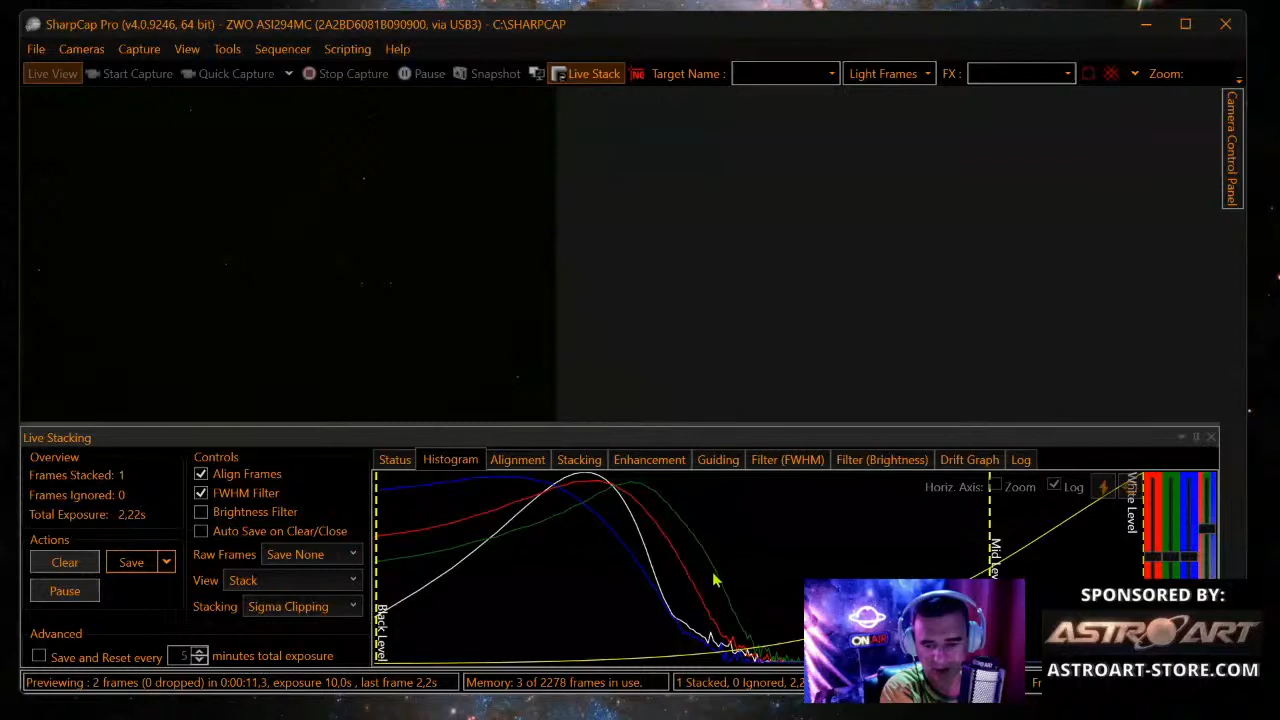 SharpCap Pro (v4.0.9246, 64 bit) - ZWO ASI294MC (2A2BD6081B090900, via USB3) - C:\SHARPCAP
File Cameras Capture View Tools Sequencer Scripting Help
Live View Start Capture Quick Capture Stop Capture Pause Snapshot Live Stack Target Name : Light Frames FX : Zoom:
Camera Control Panel
Live Stacking
Overview
Frames Stacked: 1
Frames Ignored: 0
Total Exposure: 2,22s
Actions
Clear Save
Pause
Controls
Align Frames
FWHM Filter
Brightness Filter
Auto Save on Clear/Close
Raw Frames Save None
View Stack
Stacking Sigma Clipping
Advanced
Save and Reset every 5 minutes total exposure
Status Histogram Alignment Stacking Enhancement Guiding Filter (FWHM) Filter (Brightness) Drift Graph Log
Horiz. Axis: Zoom Log
Black Level
White Level
ON AIR
SPONSORED BY:
ASTROART
ASTROART-STORE.COM
Previewing : 2 frames (0 dropped) in 0:00:11,3, exposure 10,0s , last frame 2,2s
Memory: 3 of 2278 frames in use.
1 Stacked, 0 Ignored,